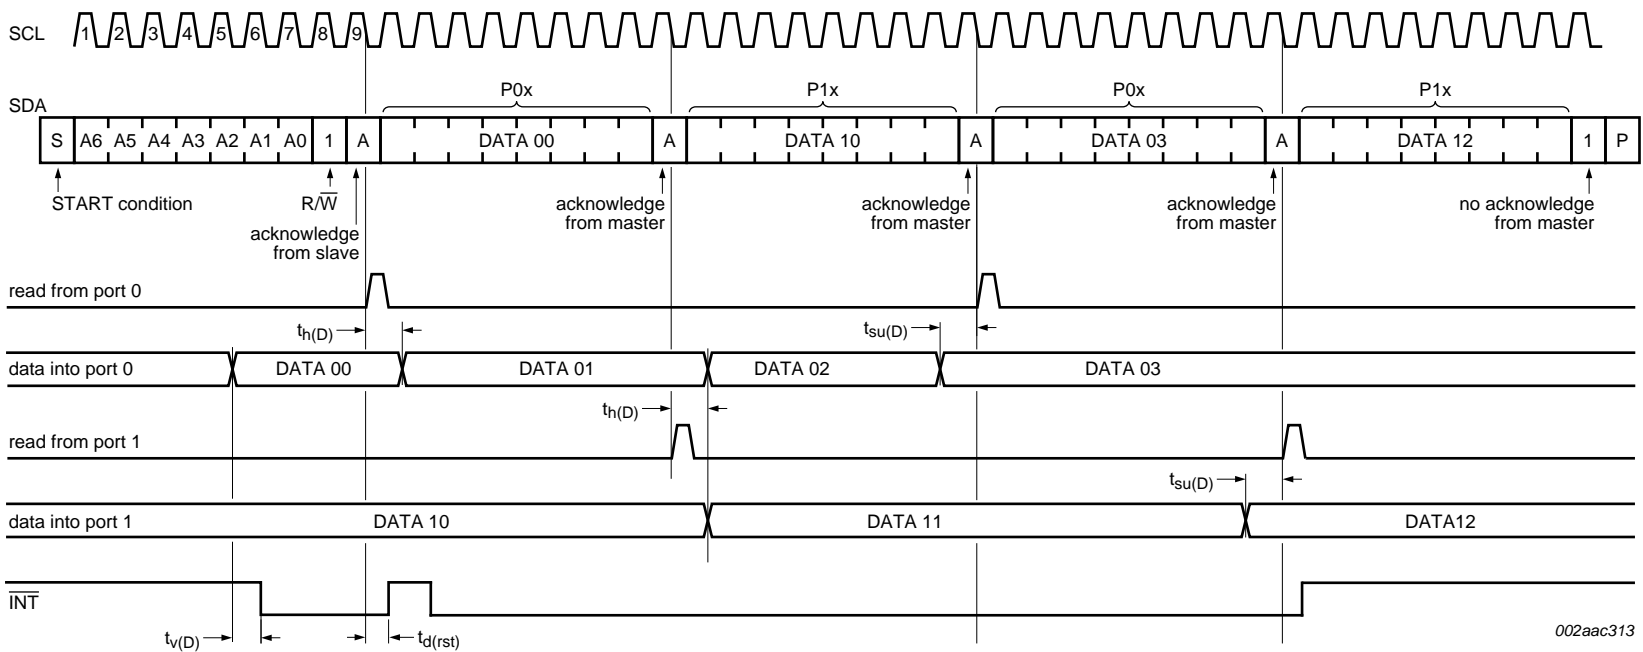 SCL 1 2 3 4 5 6 7 8 9
P0x P1x P0x P1x
SDA
S A6 A5 A4 A3 A2 A1 A0 1 A DATA 00 A DATA 10 A DATA 03 A DATA 12 1 P
START condition
R/W
acknowledge
from slave
acknowledge
from master
acknowledge
from master
acknowledge
from master
no acknowledge
from master
read from port 0
th(D)
tsu(D)
data into port 0 DATA 00 DATA 01 DATA 02 DATA 03
th(D)
read from port 1
tsu(D)
data into port 1 DATA 10 DATA 11 DATA12
INT
tv(D)
td(rst)
002aac313